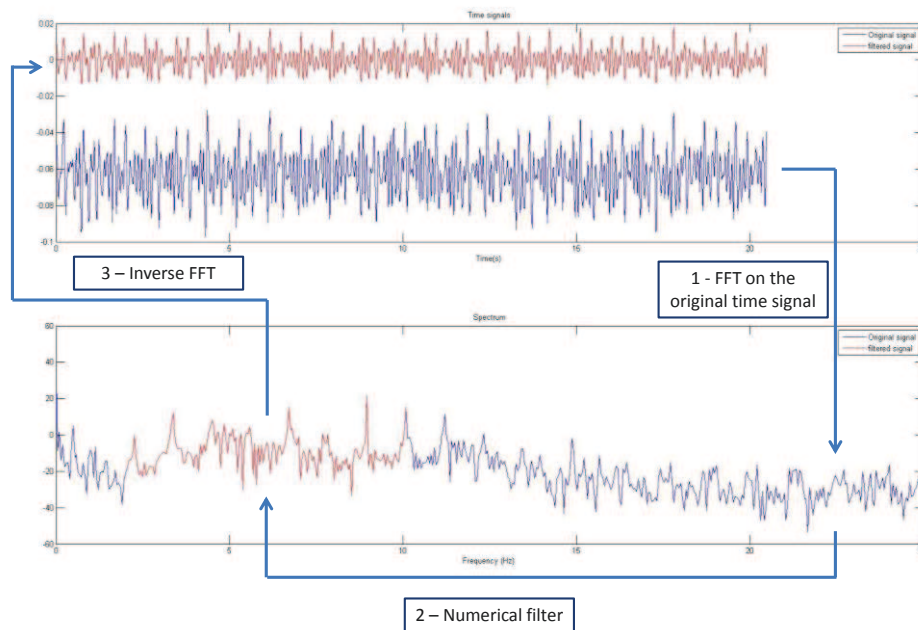 Time signals
0.02
0
-0.02
-0.04
-0.06
-0.08
-0.1
Original signal
filtered signal
0
5
10
15
20
Time(s)
3 – Inverse FFT
1 - FFT on the
original time signal
Spectrum
60
40
20
0
-20
-40
-60
Original signal
filtered signal
0
5
10
15
20
Frequency (Hz)
2 – Numerical filter